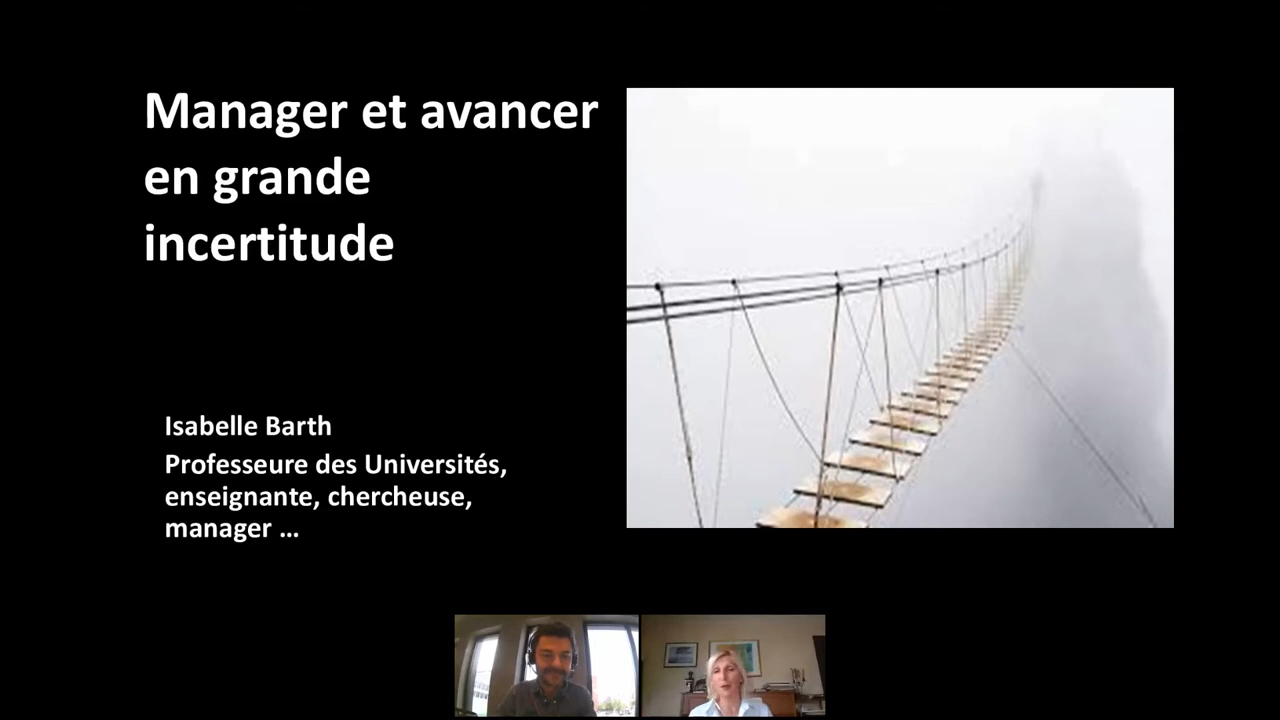 Manager et avancer
en grande
incertitude
Isabelle Barth
Professeure des Universités,
enseignante, chercheuse,
manager ...